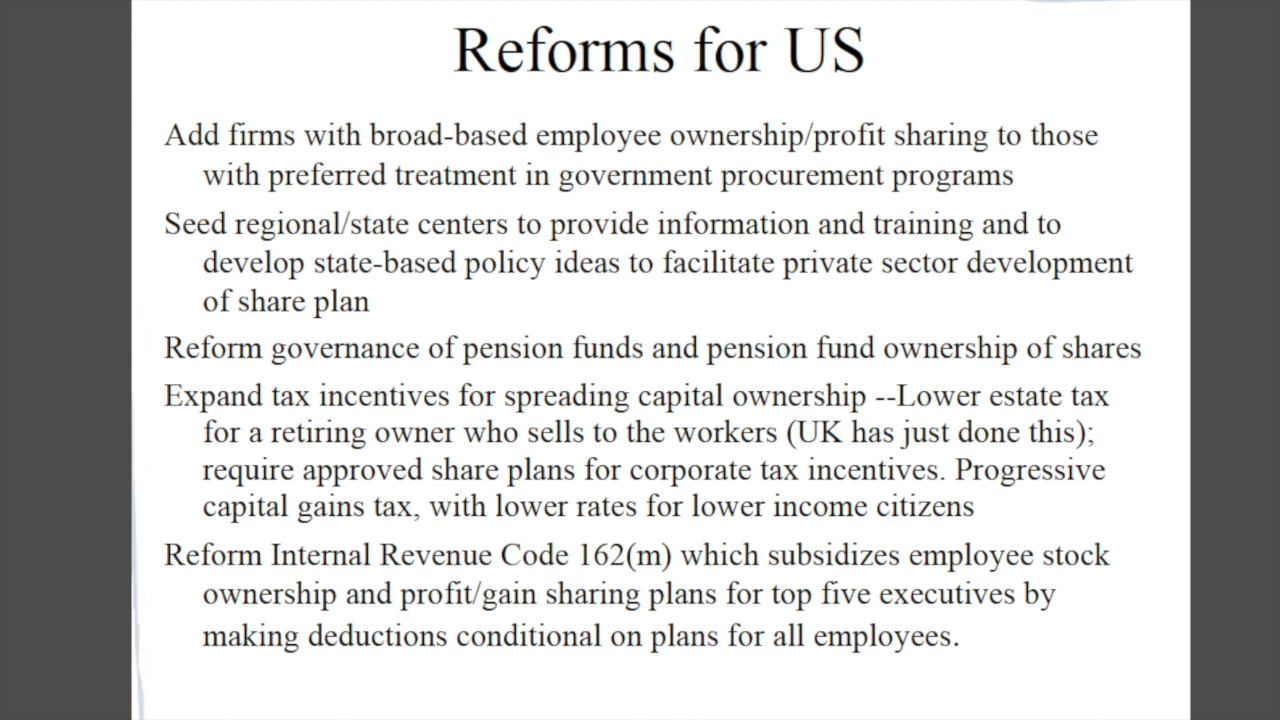 Reforms for US
Add firms with broad-based employee ownership/profit sharing to those
with preferred treatment in government procurement programs
Seed regional/state centers to provide information and training and to
develop state-based policy ideas to facilitate private sector development
of share plan
Reform governance of pension funds and pension fund ownership of shares
Expand tax incentives for spreading capital ownership --Lower estate tax
for a retiring owner who sells to the workers (UK has just done this);
require approved share plans for corporate tax incentives. Progressive
capital gains tax, with lower rates for lower income citizens
Reform Internal Revenue Code 162(m) which subsidizes employee stock
ownership and profit/gain sharing plans for top five executives by
making deductions conditional on plans for all employees.